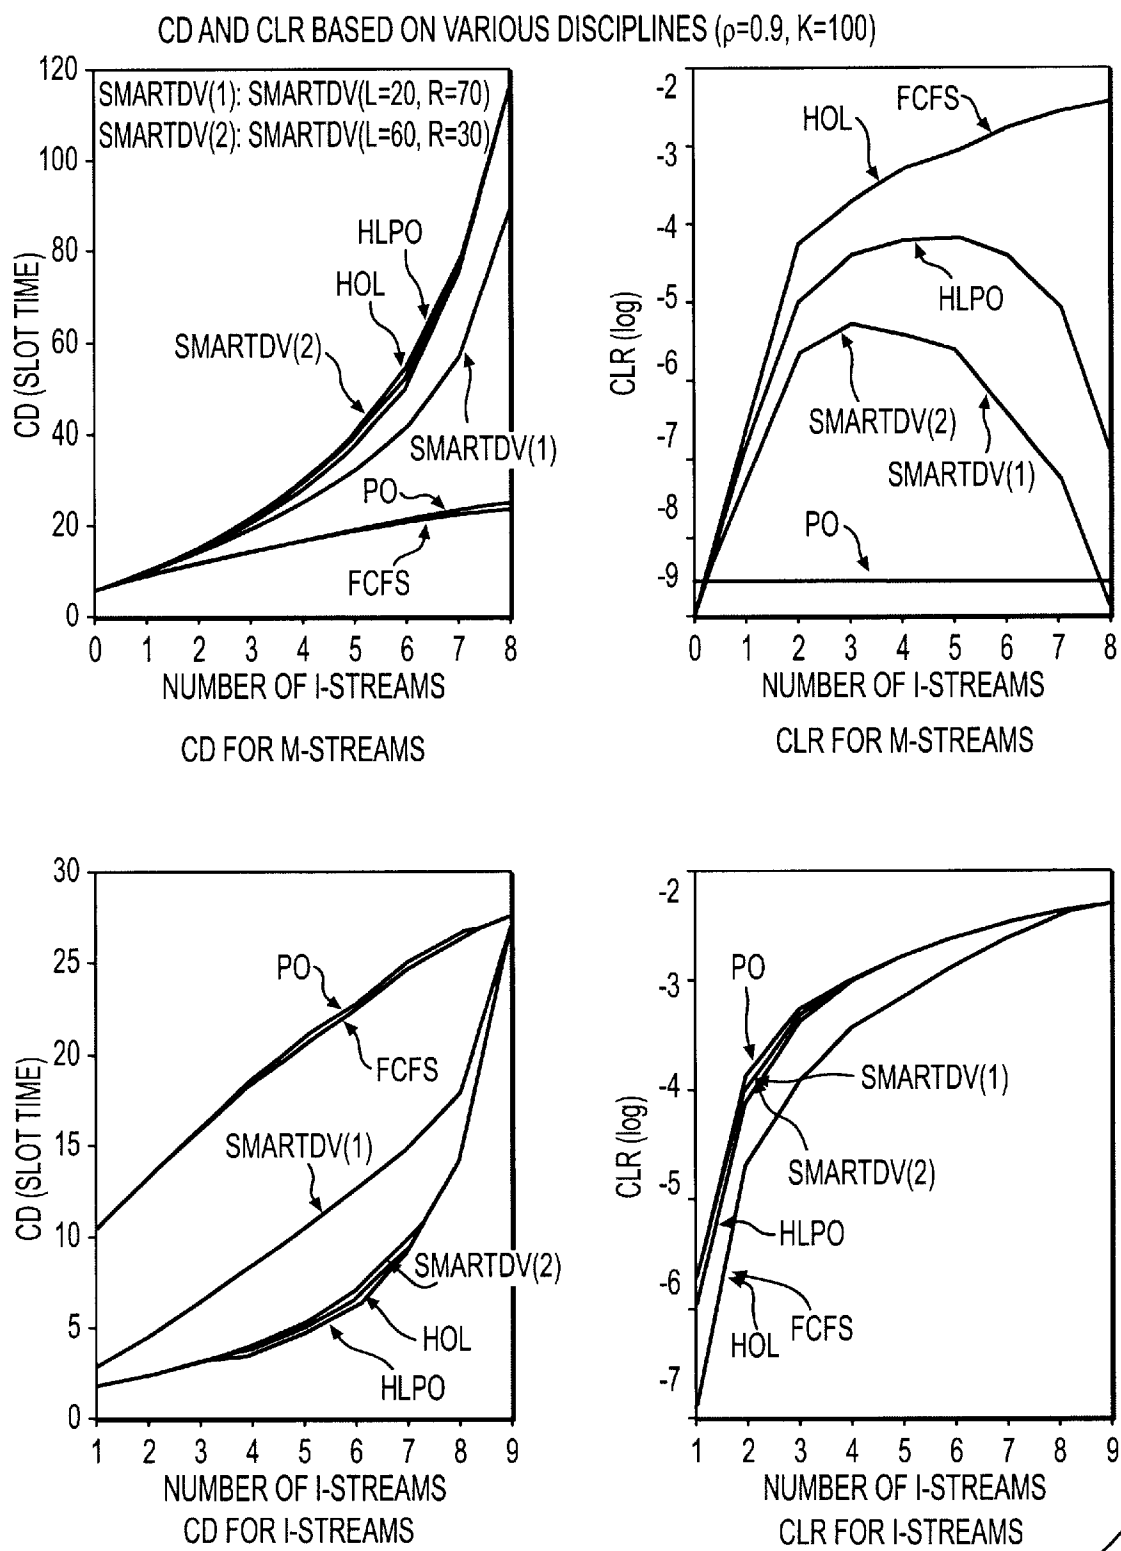 CD AND CLR BASED ON VARIOUS DISCIPLINES (ρ=0.9, K=100)
120
100
80
60
40
20
0
CD (SLOT TIME)
SMARTDV(1): SMARTDV(L=20, R=70)
SMARTDV(2): SMARTDV(L=60, R=30)
HLPO
HOL
SMARTDV(2)
SMARTDV(1)
PO
FCFS
0 1 2 3 4 5 6 7 8
NUMBER OF I-STREAMS
CD FOR M-STREAMS
-2
-3
-4
-5
-6
-7
-8
-9
CLR (log)
FCFS
HOL
HLPO
SMARTDV(2)
SMARTDV(1)
PO
0 1 2 3 4 5 6 7 8
NUMBER OF I-STREAMS
CLR FOR M-STREAMS
30
25
20
15
10
5
0
CD (SLOT TIME)
PO
FCFS
SMARTDV(1)
SMARTDV(2)
HOL
HLPO
1 2 3 4 5 6 7 8 9
NUMBER OF I-STREAMS
CD FOR I-STREAMS
-2
-3
-4
-5
-6
-7
CLR (log)
PO
SMARTDV(1)
SMARTDV(2)
HLPO
FCFS
HOL
1 2 3 4 5 6 7 8 9
NUMBER OF I-STREAMS
CLR FOR I-STREAMS